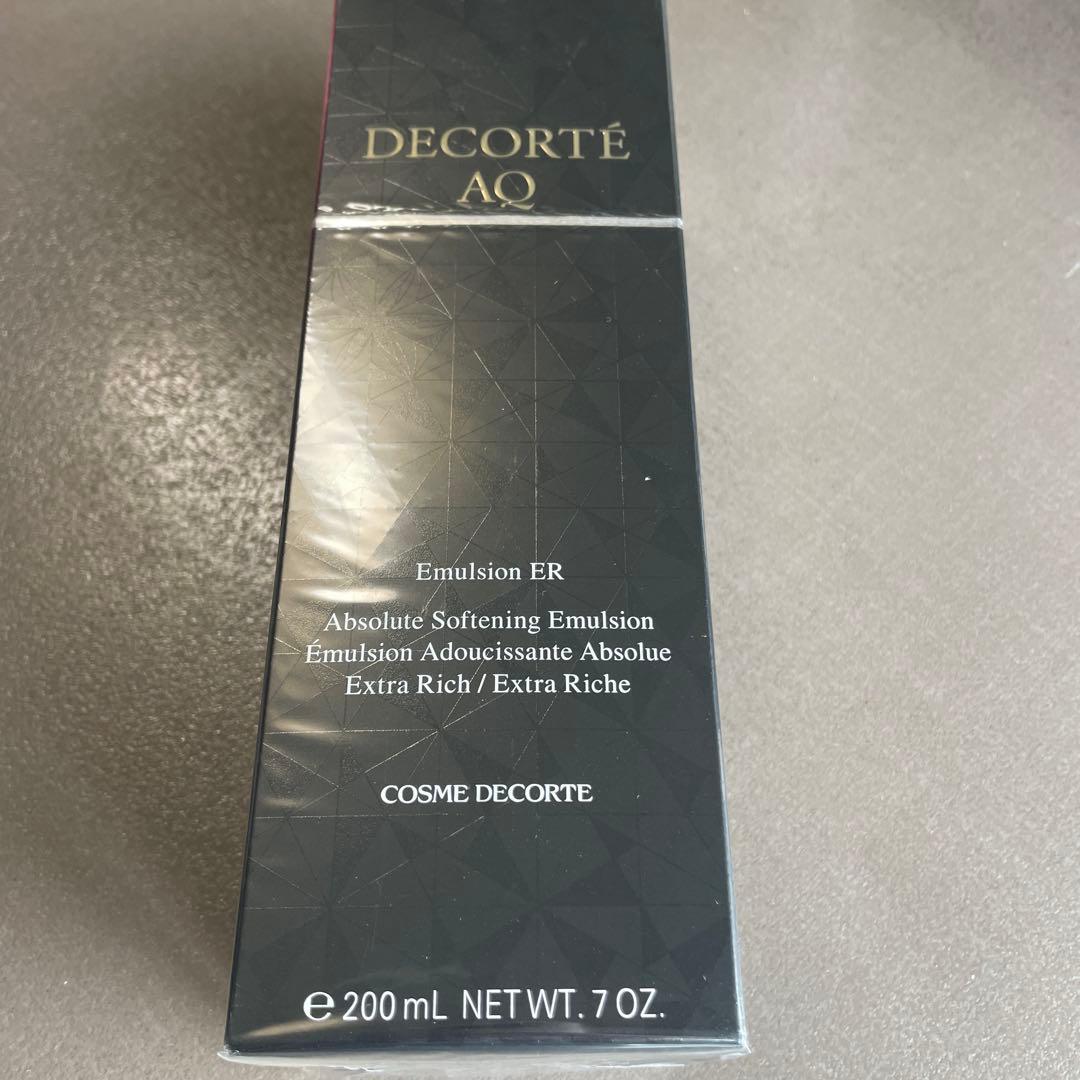 DECORTÉ
AQ
Emulsion ER
Absolute Softening Emulsion
Émulsion Adoucissante Absolue
Extra Rich / Extra Riche
COSME DECORTE
℮ 200 mL NET WT. 7 OZ.